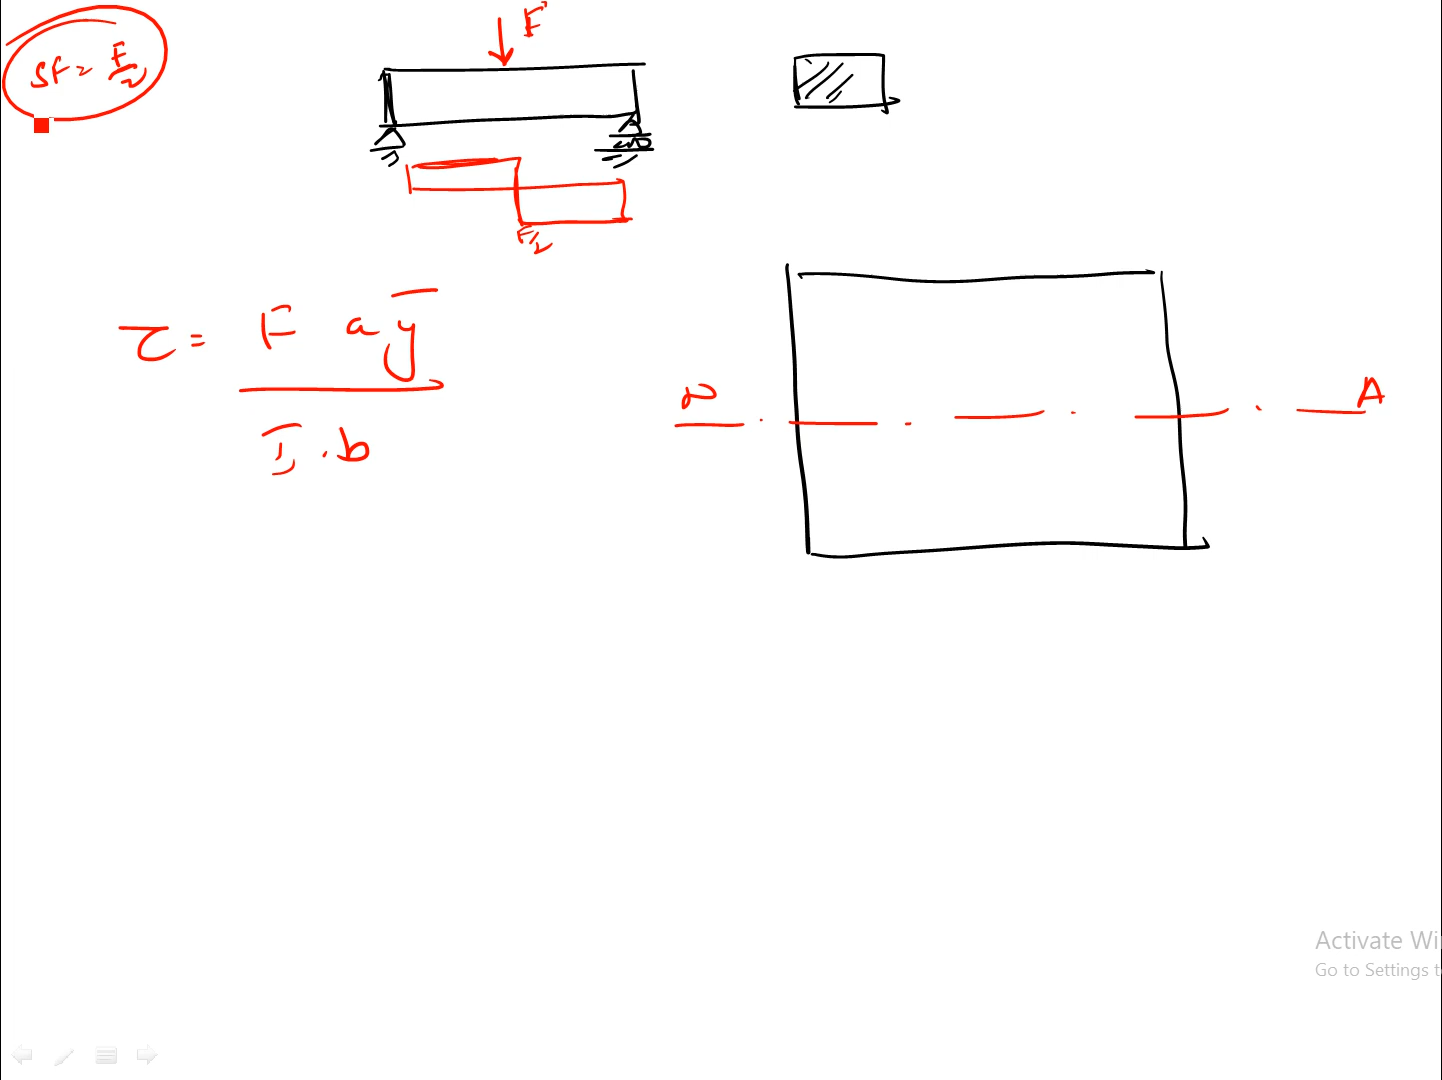 F
SF = F/2
F/2
τ = F a ȳ
I . b
N A
Activate Wi
Go to Settings t